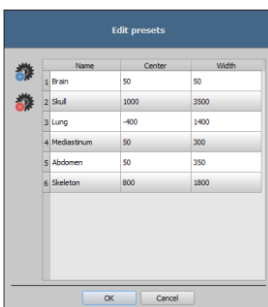 Edit presets
Name Center Width
1 Brain 50 50
2 Skull 1000 3500
3 Lung -400 1400
4 Mediastinum 50 300
5 Abdomen 50 350
6 Skeleton 800 1800
OK Cancel